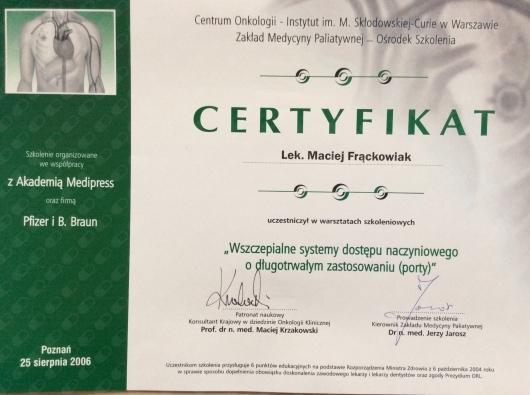 Centrum Onkologii - Instytut im. M. Skłodowskiej-Curie w Warszawie
Zakład Medycyny Paliatywnej – Ośrodek Szkolenia
CERTYFIKAT
Lek. Maciej Frąckowiak
uczestniczył w warsztatach szkoleniowych
„Wszczepialne systemy dostępu naczyniowego
o długotrwałym zastosowaniu (porty)”
Patronat naukowy
Konsultant Krajowy w dziedzinie Onkologii Klinicznej
Prof. dr n. med. Maciej Krzakowski
Prowadzenie szkolenia
Kierownik Zakładu Medycyny Paliatywnej
Dr n. med. Jerzy Jarosz
Uczestnikom szkolenia przysługuje 6 punktów edukacyjnych na podstawie Rozporządzenia Ministra Zdrowia z 6 października 2004 roku
w sprawie sposobu dopełnienia obowiązku doskonalenia zawodowego lekarzy i lekarzy dentystów oraz zgody Prezydium ORL.
Szkolenie organizowane
we współpracy
z Akademią Medipress
oraz firmą
Pfizer i B. Braun
Poznań
25 sierpnia 2006